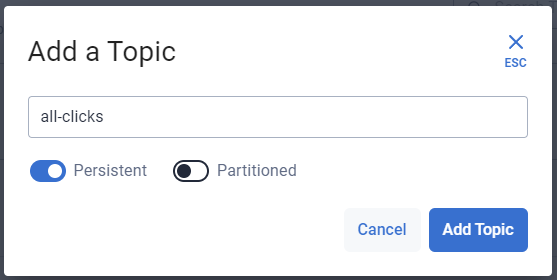 Add a Topic
ESC
all-clicks
Persistent Partitioned
Cancel Add Topic